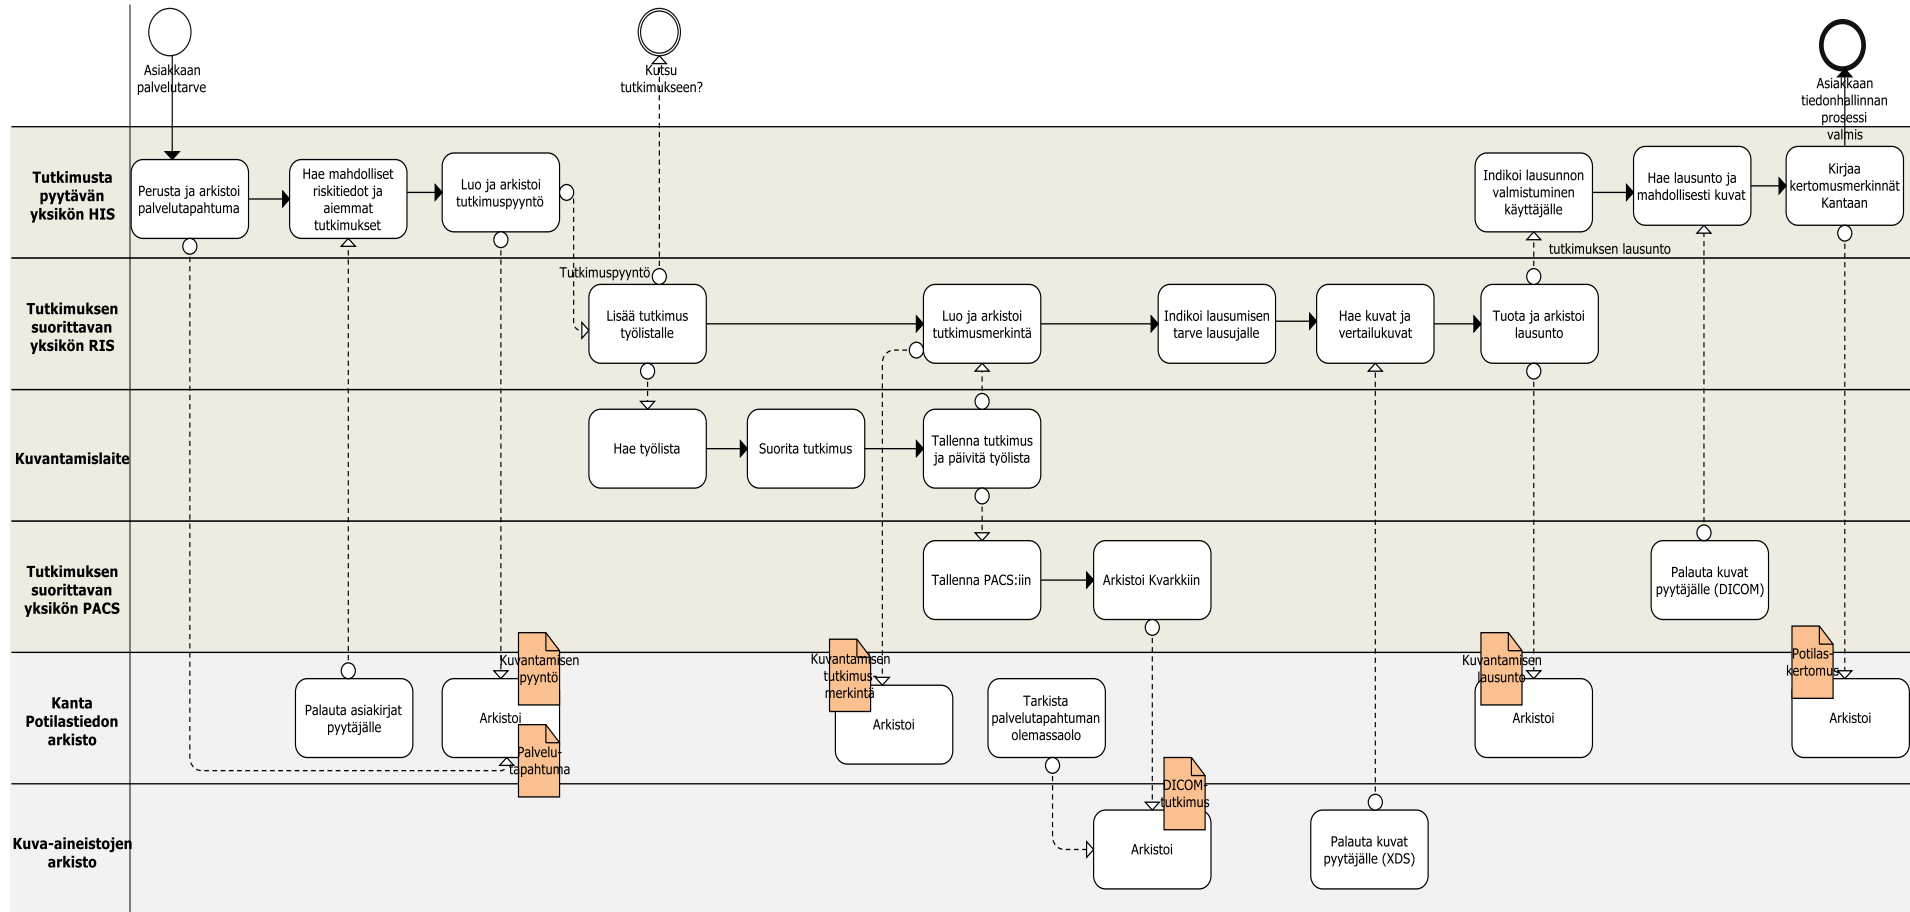 Asiakkaan
palvelutarve
Kutsu
tutkimukseen?
Asiakkaan
tiedonhallinnan
prosessi
valmis
Tutkimusta
pyytävän
yksikön HIS
Perusta ja arkistoi
palvelutapahtuma
Hae mahdolliset
riskitiedot ja
aiemmat
tutkimukset
Luo ja arkistoi
tutkimuspyyntö
Indikoi lausunnon
valmistuminen
käyttäjälle
Hae lausunto ja
mahdollisesti kuvat
Kirjaa
kertomusmerkinnät
Kantaan
tutkimuksen lausunto
Tutkimuspyyntö
Tutkimuksen
suorittavan
yksikön RIS
Lisää tutkimus
työlistalle
Luo ja arkistoi
tutkimusmerkintä
Indikoi lausumisen
tarve lausujalle
Hae kuvat ja
vertailukuvat
Tuota ja arkistoi
lausunto
Kuvantamislaite
Hae työlista
Suorita tutkimus
Tallenna tutkimus
ja päivitä työlista
Tutkimuksen
suorittavan
yksikön PACS
Tallenna PACS:iin
Arkistoi Kvarkkiin
Palauta kuvat
pyytäjälle (DICOM)
Kanta
Potilastiedon
arkisto
Palauta asiakirjat
pyytäjälle
Arkistoi
Kuvantamisen
pyyntö
Palvelu-
tapahtuma
Kuvantamisen
tutkimus-
merkintä
Arkistoi
Tarkista
palvelutapahtuman
olemassaolo
Kuvantamisen
lausunto
Arkistoi
Potilas-
kertomus
Arkistoi
Kuva-aineistojen
arkisto
DICOM-
tutkimus
Arkistoi
Palauta kuvat
pyytäjälle (XDS)